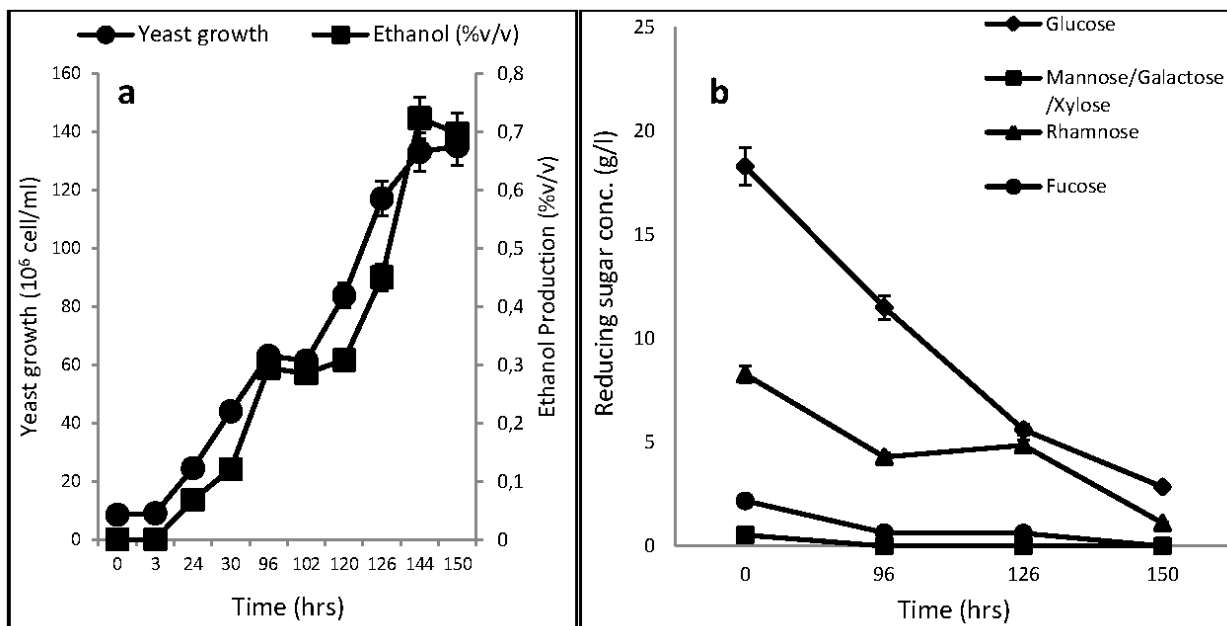 Yeast growth Ethanol (%v/v)
a
Yeast growth (10⁶ cell/ml)
160
140
120
100
80
60
40
20
0
0,8
0,7
0,6
0,5
0,4
0,3
0,2
0,1
0
Ethanol Production (%v/v)
0 3 24 30 96 102 120 126 144 150
Time (hrs)
b
Glucose
Mannose/Galactose
/Xylose
Rhamnose
Fucose
Reducing sugar conc. (g/l)
25
20
15
10
5
0
0 96 126 150
Time (hrs)